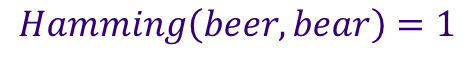 Hamming(beer, bear) = 1